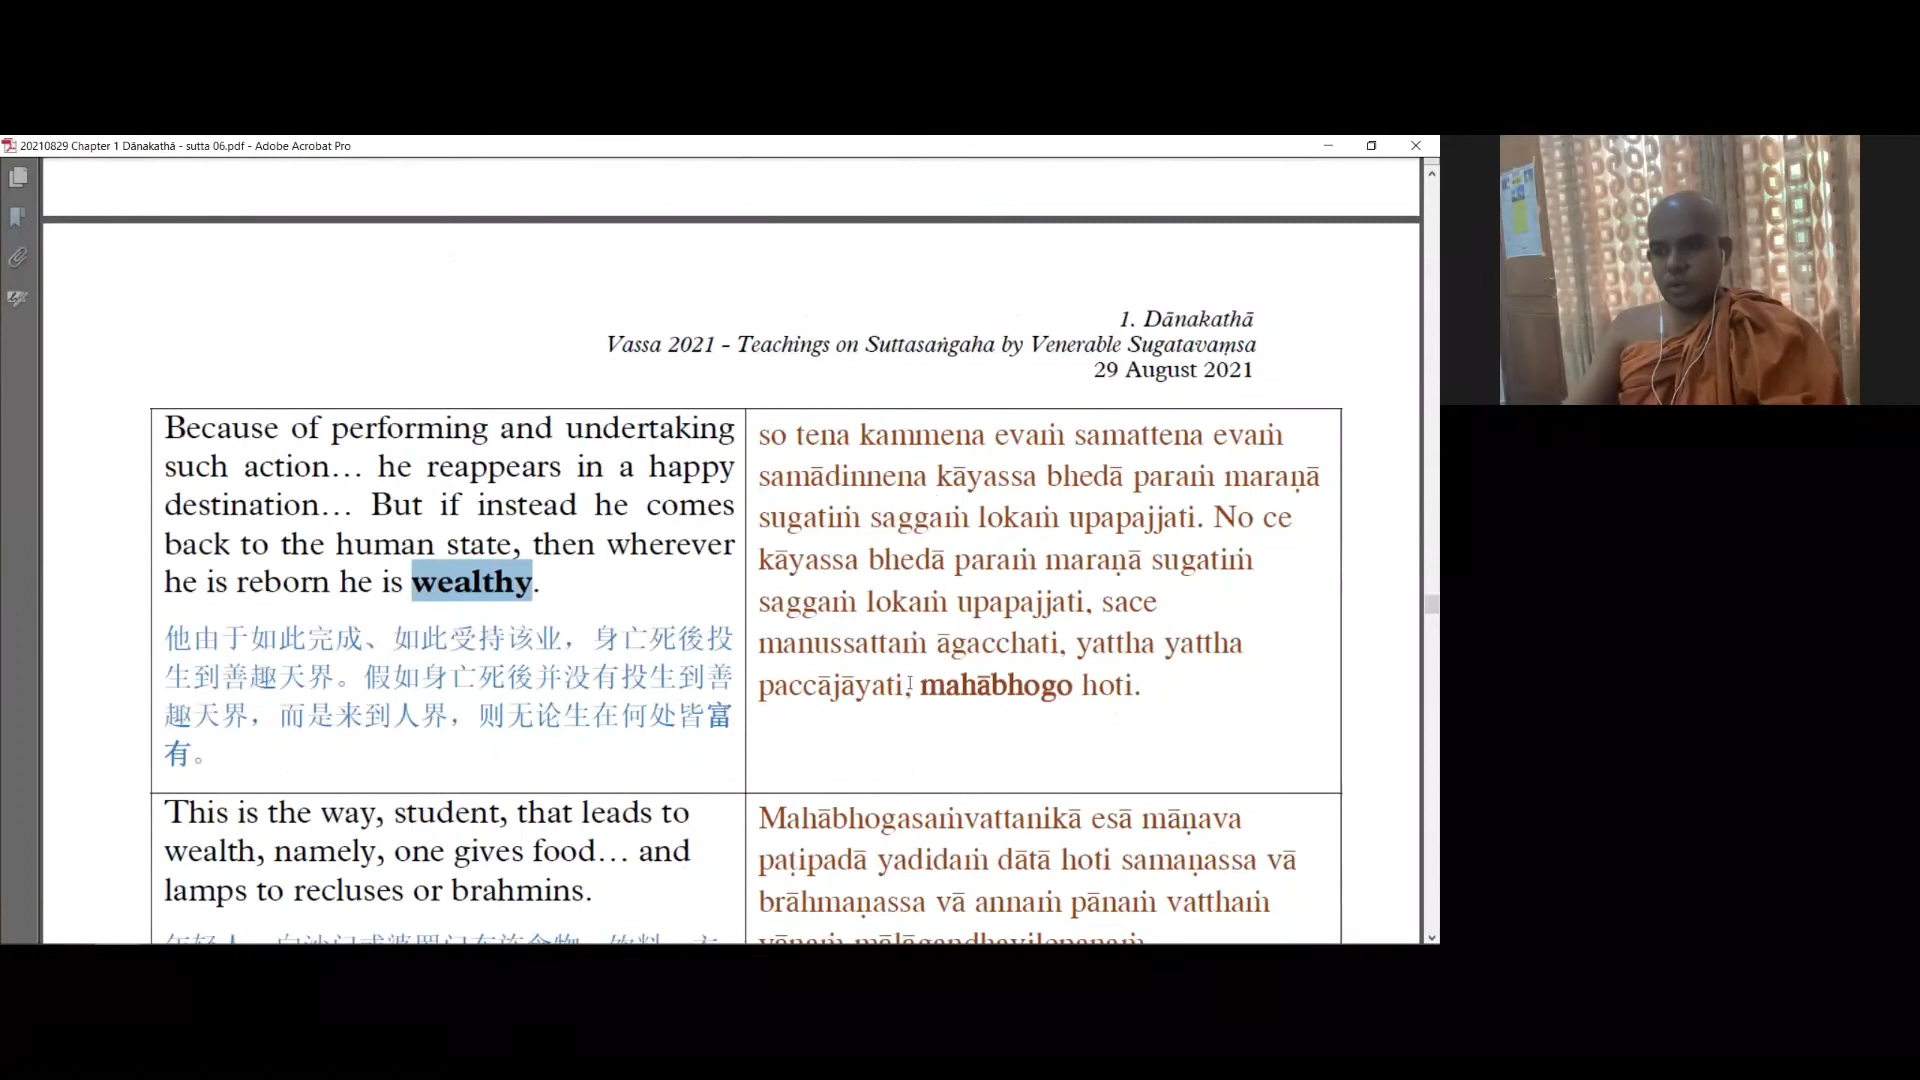 20210829 Chapter 1 Dānakathā - sutta 06.pdf - Adobe Acrobat Pro
1. Dānakathā
Vassa 2021 - Teachings on Suttasaṅgaha by Venerable Sugatavaṃsa
29 August 2021
Because of performing and undertaking
such action… he reappears in a happy
destination… But if instead he comes
back to the human state, then wherever
he is reborn he is wealthy.
他由于如此完成、如此受持该业，身亡死後投
生到善趣天界。假如身亡死後并没有投生到善
趣天界，而是来到人界，则无论生在何处皆富
有。
so tena kammena evaṁ samattena evaṁ
samādinnena kāyassa bhedā paraṁ maraṇā
sugatiṁ saggaṁ lokaṁ upapajjati. No ce
kāyassa bhedā paraṁ maraṇā sugatiṁ
saggaṁ lokaṁ upapajjati, sace
manussattaṁ āgacchati, yattha yattha
paccājāyati, mahābhogo hoti.
This is the way, student, that leads to
wealth, namely, one gives food… and
lamps to recluses or brahmins.
Mahābhogasaṁvattanikā esā māṇava
paṭipadā yadidaṁ dātā hoti samaṇassa vā
brāhmaṇassa vā annaṁ pānaṁ vatthaṁ
yānaṁ mālāgandhavilepanaṁ